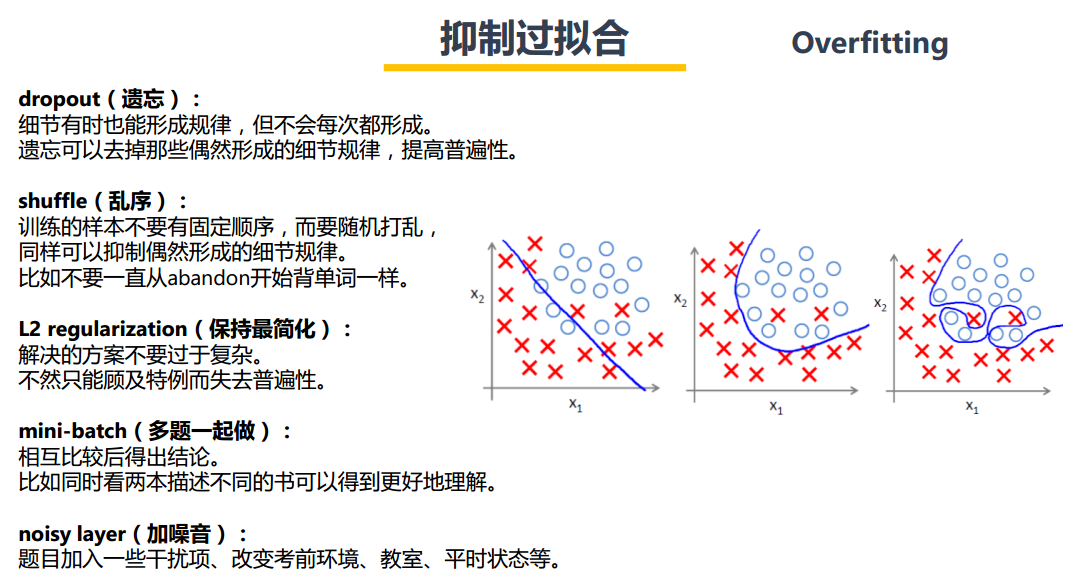 抑制过拟合
Overfitting
dropout（遗忘）：
细节有时也能形成规律，但不会每次都形成。
遗忘可以去掉那些偶然形成的细节规律，提高普遍性。
shuffle（乱序）：
训练的样本不要有固定顺序，而要随机打乱，
同样可以抑制偶然形成的细节规律。
比如不要一直从abandon开始背单词一样。
L2 regularization（保持最简化）：
解决的方案不要过于复杂。
不然只能顾及特例而失去普遍性。
mini-batch（多题一起做）：
相互比较后得出结论。
比如同时看两本描述不同的书可以得到更好地理解。
noisy layer（加噪音）：
题目加入一些干扰项、改变考前环境、教室、平时状态等。
x2
x1
x2
x1
x2
x1